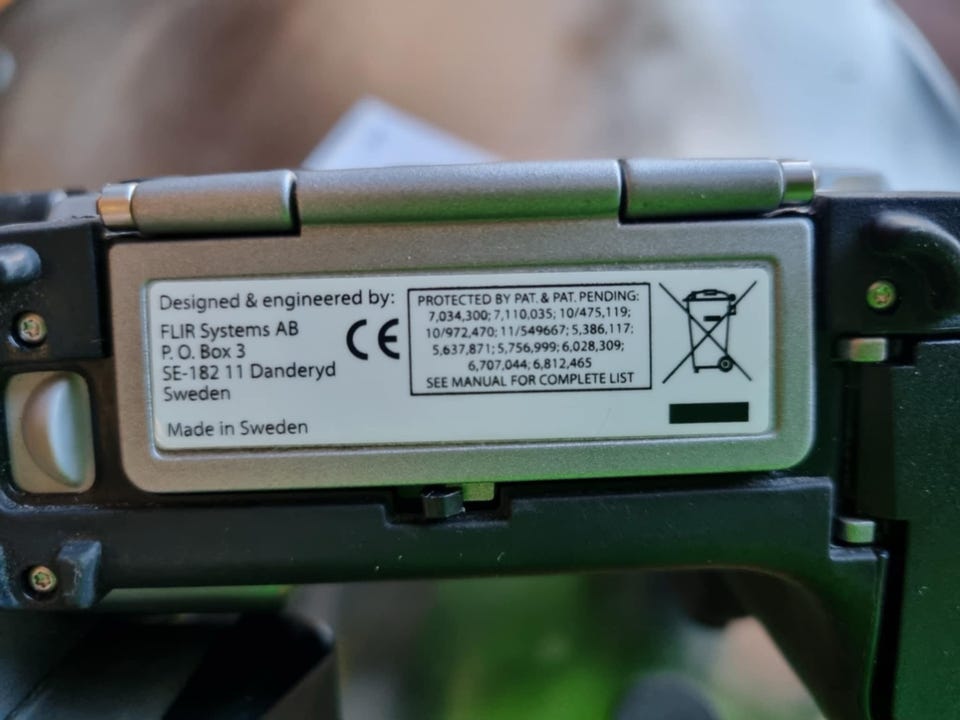 Designed & engineered by:
FLIR Systems AB
P. O. Box 3
SE-182 11 Danderyd
Sweden
Made in Sweden
CE
PROTECTED BY PAT. & PAT. PENDING:
7,034,300; 7,110,035; 10/475,119;
10/972,470; 11/549667; 5,386,117;
5,637,871; 5,756,999; 6,028,309;
6,707,044; 6,812,465
SEE MANUAL FOR COMPLETE LIST